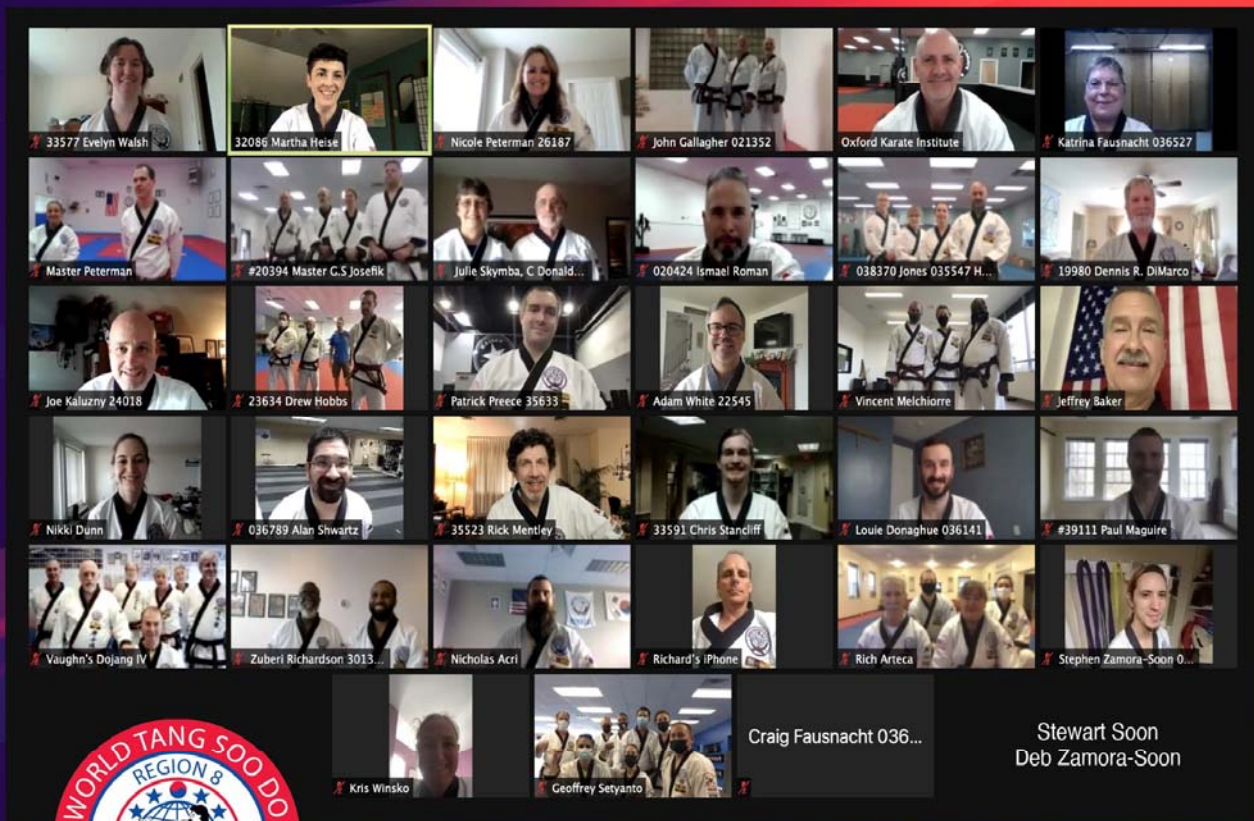 33577 Evelyn Walsh
32086 Martha Heise
Nicole Peterman 26187
John Gallagher 021352
Oxford Karate Institute
Katrina Fausnacht 036527
Master Peterman
#20394 Master G.S Josefik
Julie Skymba, C Donald...
020424 Ismael Roman
038370 Jones 035547 H...
19980 Dennis R. DiMarco
Joe Kaluzny 24018
23634 Drew Hobbs
Patrick Preece 35633
Adam White 22545
Vincent Melchiorre
Jeffrey Baker
Nikki Dunn
036789 Alan Shwartz
35523 Rick Mentley
33591 Chris Stancliff
Louie Donaghue 036141
#39111 Paul Maguire
Vaughn's Dojang IV
Zuberi Richardson 3013...
Nicholas Acri
Richard's iPhone
Rich Arteca
Stephen Zamora-Soon 0...
Kris Winsko
Geoffrey Setyanto
Craig Fausnacht 036...
Stewart Soon
Deb Zamora-Soon
WORLD TANG SOO DO
REGION 8